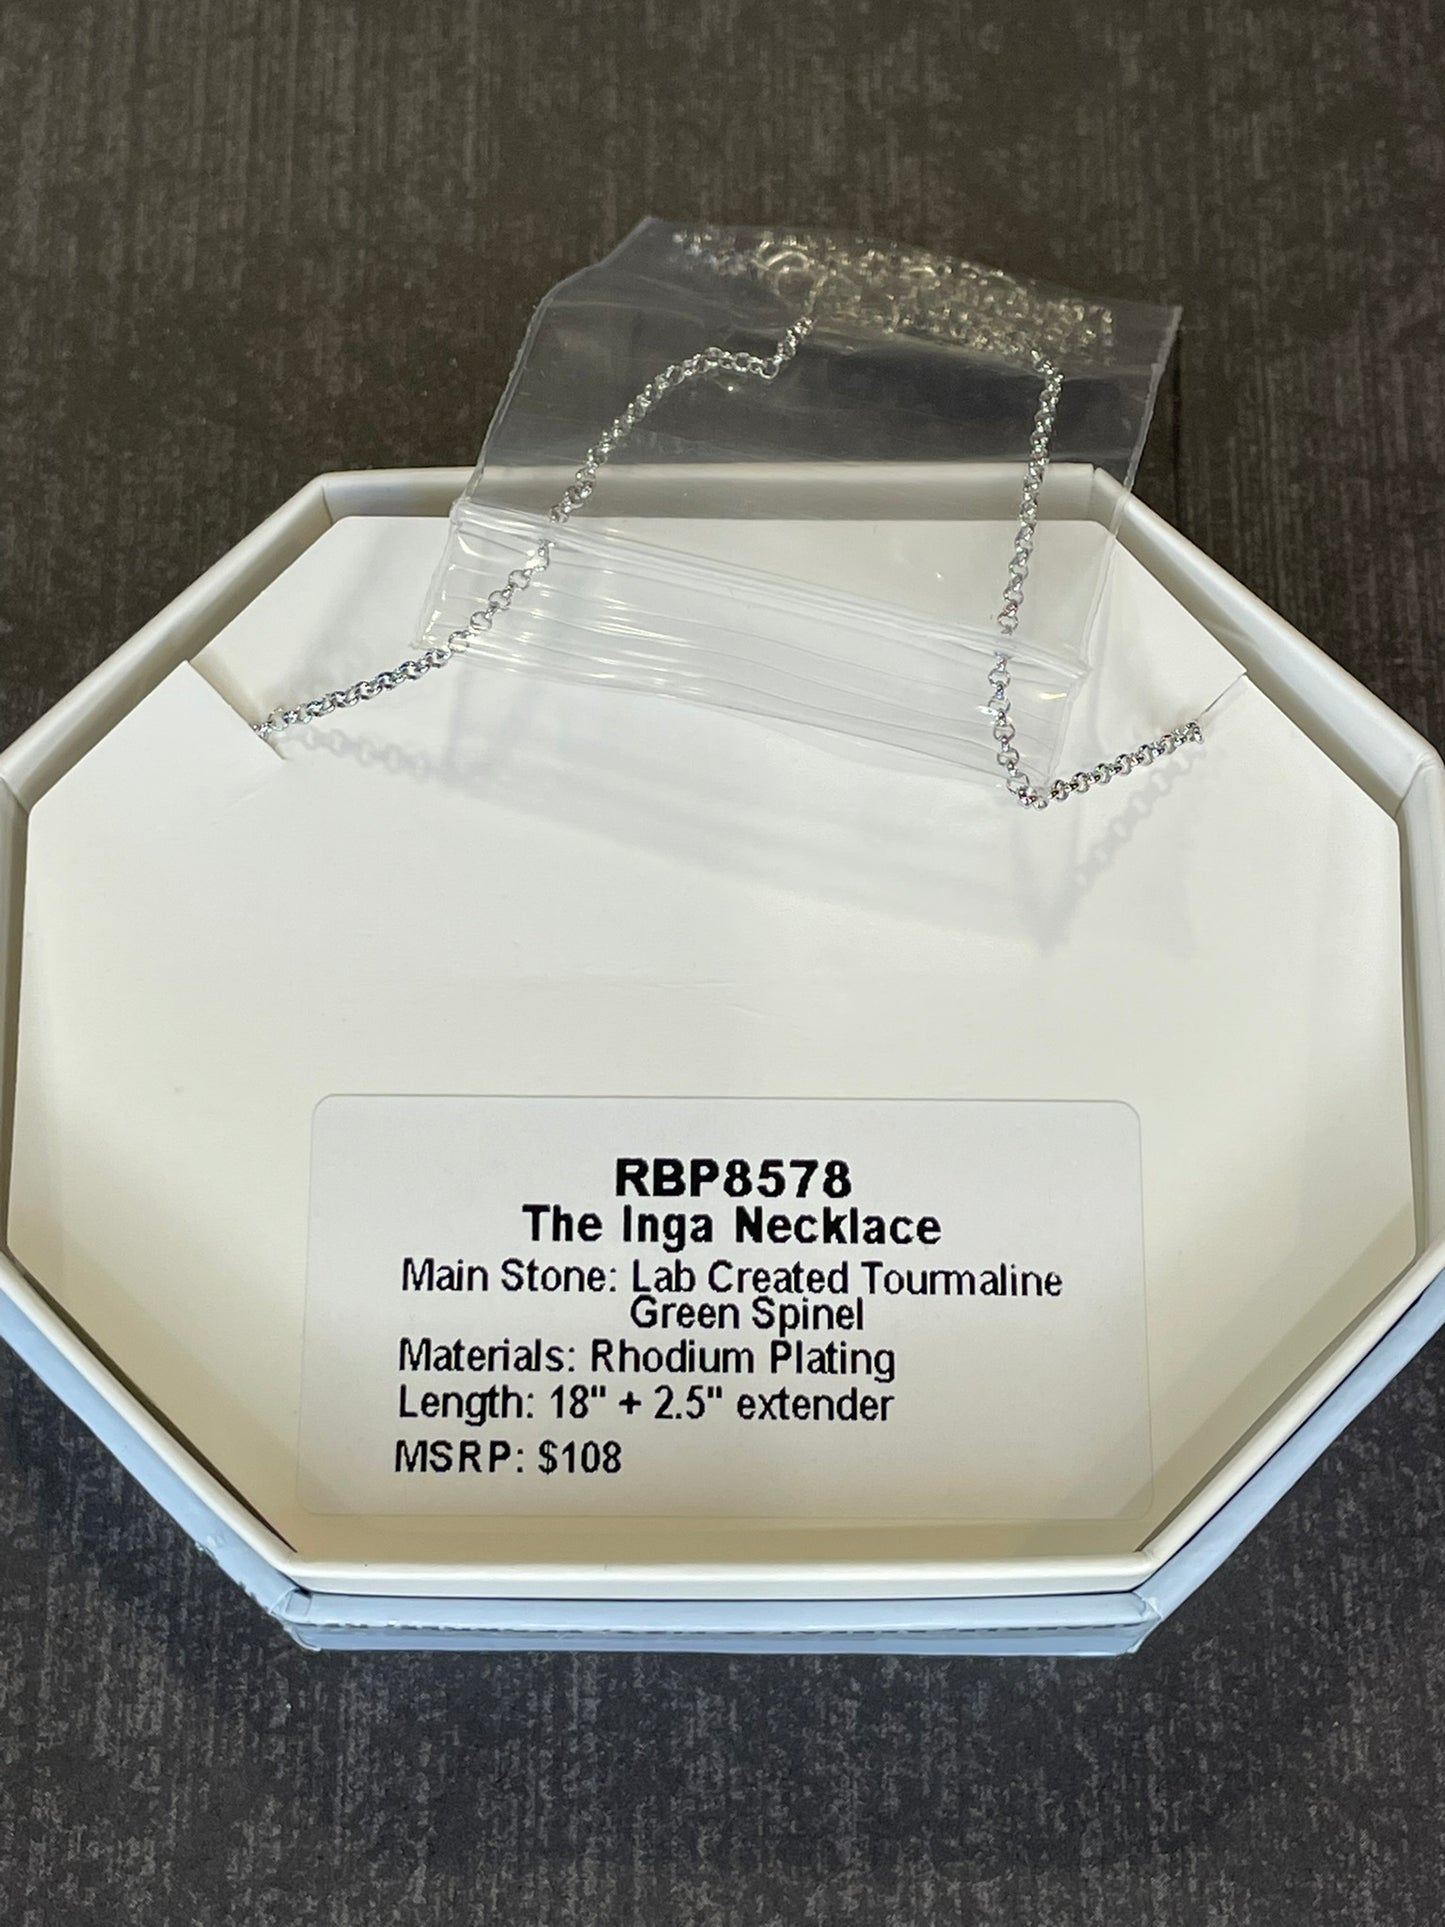 RBP8578
The Inga Necklace
Main Stone: Lab Created Tourmaline
Green Spinel
Materials: Rhodium Plating
Length: 18" + 2.5" extender
MSRP: $108